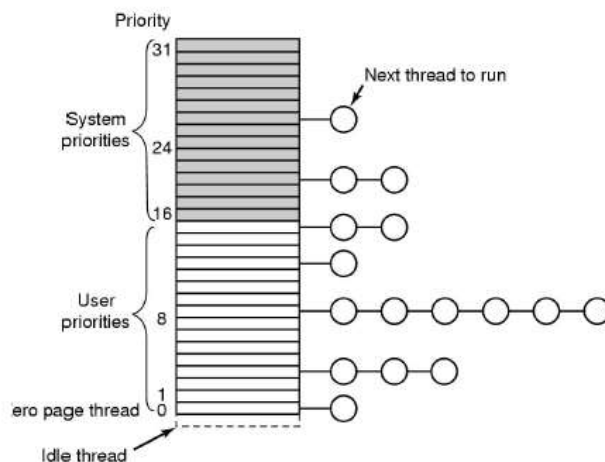 Priority
31
Next thread to run
System
priorities
24
16
User
priorities
8
1
ero page thread
0
Idle thread